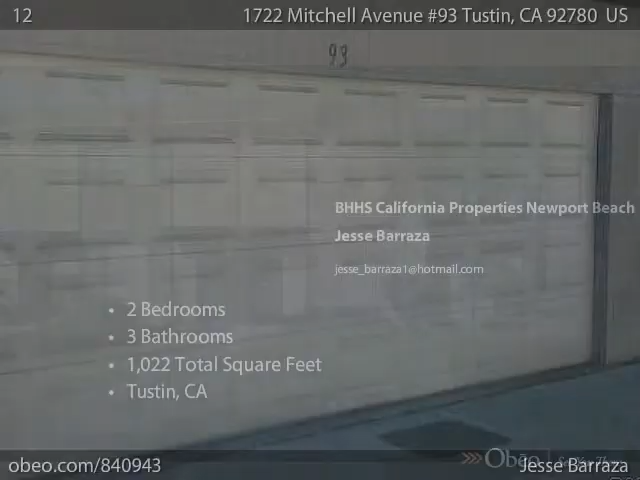 12 1722 Mitchell Avenue #93 Tustin, CA 92780 US
93
BHHS California Properties Newport Beach
Jesse Barraza
jesse_barraza1@hotmail.com
• 2 Bedrooms
• 3 Bathrooms
• 1,022 Total Square Feet
• Tustin, CA
Obeo
obeo.com/840943 Jesse Barraza